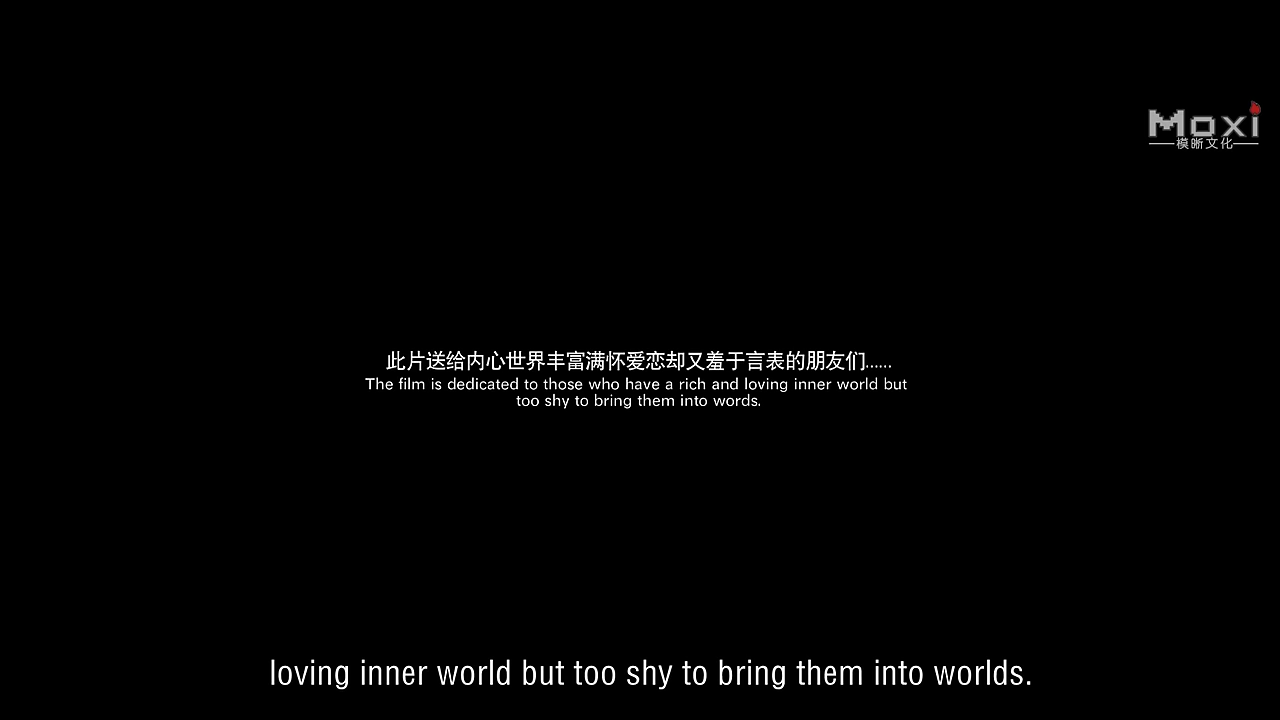 Moxi
模晰文化
此片送给内心世界丰富满怀爱恋却又羞于言表的朋友们......
The film is dedicated to those who have a rich and loving inner world but
too shy to bring them into words.
loving inner world but too shy to bring them into worlds.